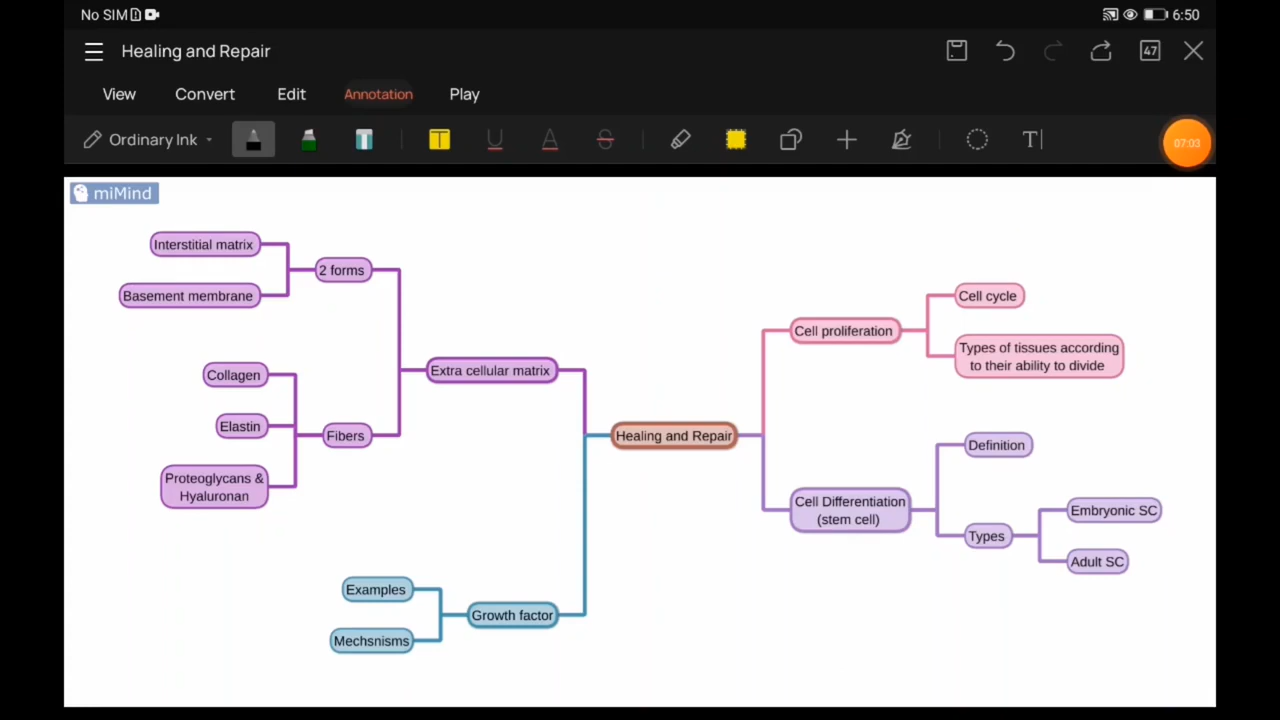 No SIM
6:50
Healing and Repair
47
View
Convert
Edit
Annotation
Play
Ordinary Ink
T
U
A
S
T
07:03
miMind
Interstitial matrix
2 forms
Basement membrane
Cell cycle
Cell proliferation
Types of tissues according
to their ability to divide
Extra cellular matrix
Collagen
Elastin
Fibers
Proteoglycans &
Hyaluronan
Healing and Repair
Definition
Cell Differentiation
(stem cell)
Types
Embryonic SC
Adult SC
Examples
Growth factor
Mechsnisms